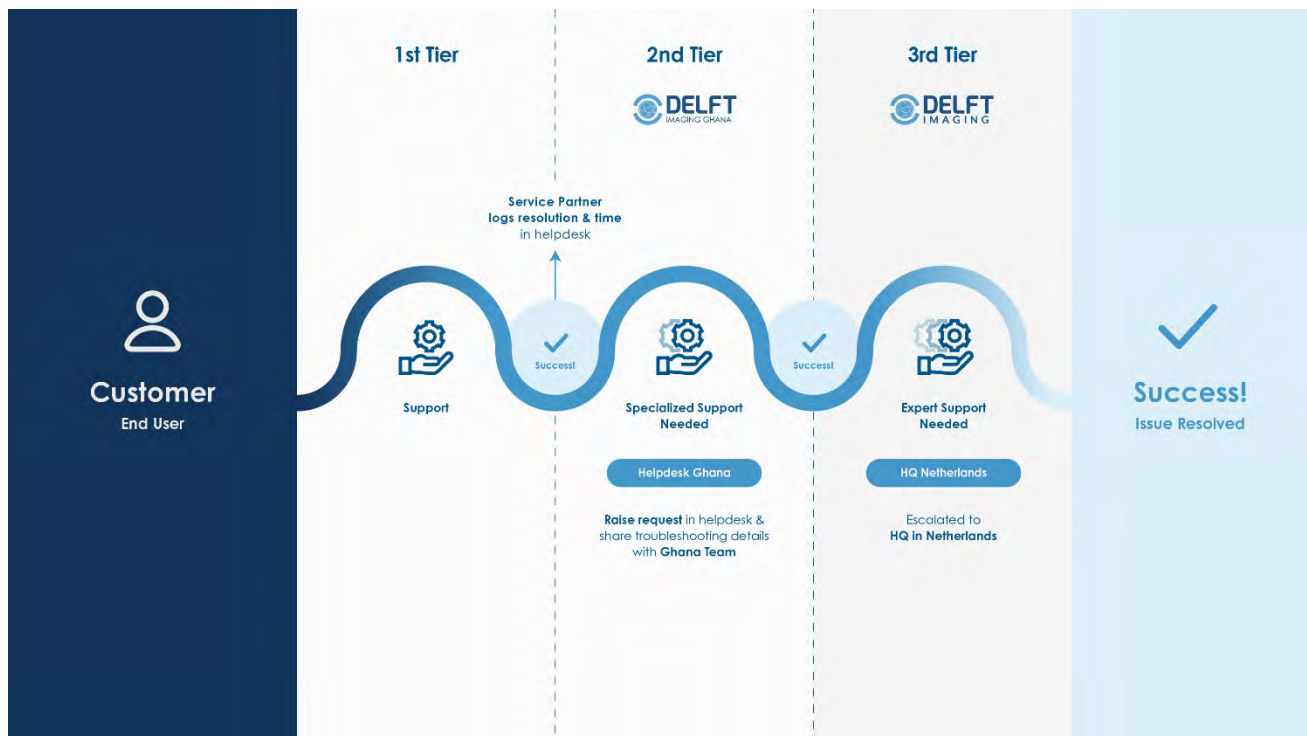 1st Tier
2nd Tier
3rd Tier
DELFT
IMAGING GHANA
DELFT
IMAGING
Service Partner
logs resolution & time
in helpdesk
Customer
End User
Support
Success!
Specialized Support
Needed
Helpdesk Ghana
Raise request in helpdesk &
share troubleshooting details
with Ghana Team
Success!
Expert Support
Needed
HQ Netherlands
Escalated to
HQ in Netherlands
Success!
Issue Resolved